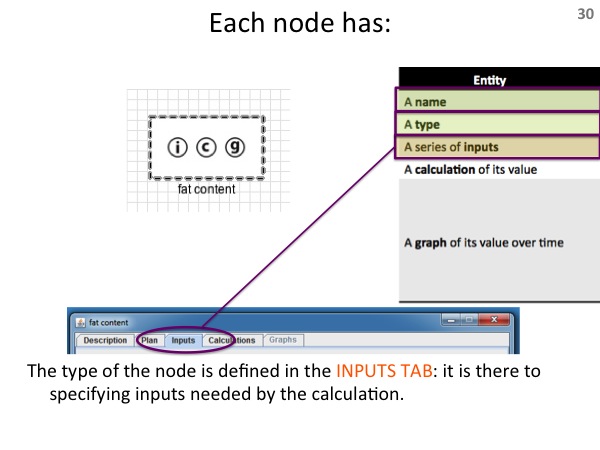 30
Each node has:
Entity
A name
A type
A series of inputs
A calculation of its value
A graph of its value over time
i c g
fat content
fat content
Description Plan Inputs Calculations Graphs
The type of the node is defined in the INPUTS TAB: it is there to
specifying inputs needed by the calculation.